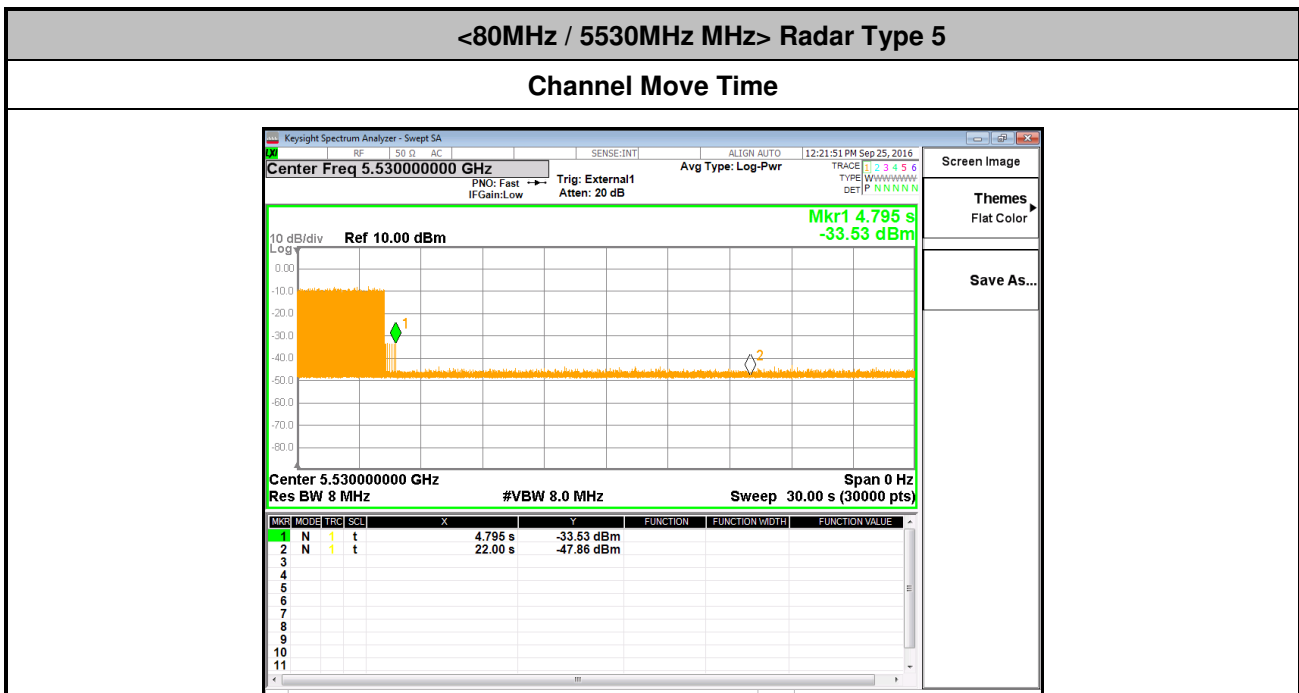 <80MHz / 5530MHz MHz> Radar Type 5
Channel Move Time
Keysight Spectrum Analyzer - Swept SA
LXI RF 50 Ω AC SENSE:INT ALIGN AUTO 12:21:51 PM Sep 25, 2016
Center Freq 5.530000000 GHz
PNO: Fast
IFGain:Low
Trig: External1
Atten: 20 dB
Avg Type: Log-Pwr
TRACE 1 2 3 4 5 6
TYPE WWWWWWW
DET P N N N N N
Screen Image
Themes
Flat Color
Save As...
Mkr1 4.795 s
-33.53 dBm
10 dB/div Ref 10.00 dBm
Log
0.00
-10.0
-20.0
-30.0
-40.0
-50.0
-60.0
-70.0
-80.0
1
2
Center 5.530000000 GHz Span 0 Hz
Res BW 8 MHz #VBW 8.0 MHz Sweep 30.00 s (30000 pts)
MKR MODE TRC SCL X Y FUNCTION FUNCTION WIDTH FUNCTION VALUE
1 N 1 t 4.795 s -33.53 dBm
2 N 1 t 22.00 s -47.86 dBm
3
4
5
6
7
8
9
10
11